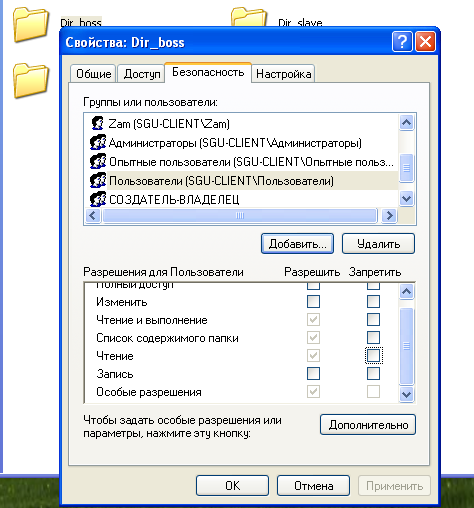 Dir_boss
Dir_slave
Свойства: Dir_boss
Общие
Доступ
Безопасность
Настройка
Группы или пользователи:
Zam (SGU-CLIENT\Zam)
Администраторы (SGU-CLIENT\Администраторы)
Опытные пользователи (SGU-CLIENT\Опытные польз...
Пользователи (SGU-CLIENT\Пользователи)
СОЗДАТЕЛЬ-ВЛАДЕЛЕЦ
Добавить...
Удалить
Разрешения для Пользователи
Разрешить
Запретить
Полный доступ
Изменить
Чтение и выполнение
Список содержимого папки
Чтение
Запись
Особые разрешения
Чтобы задать особые разрешения или
параметры, нажмите эту кнопку:
Дополнительно
OK
Отмена
Применить